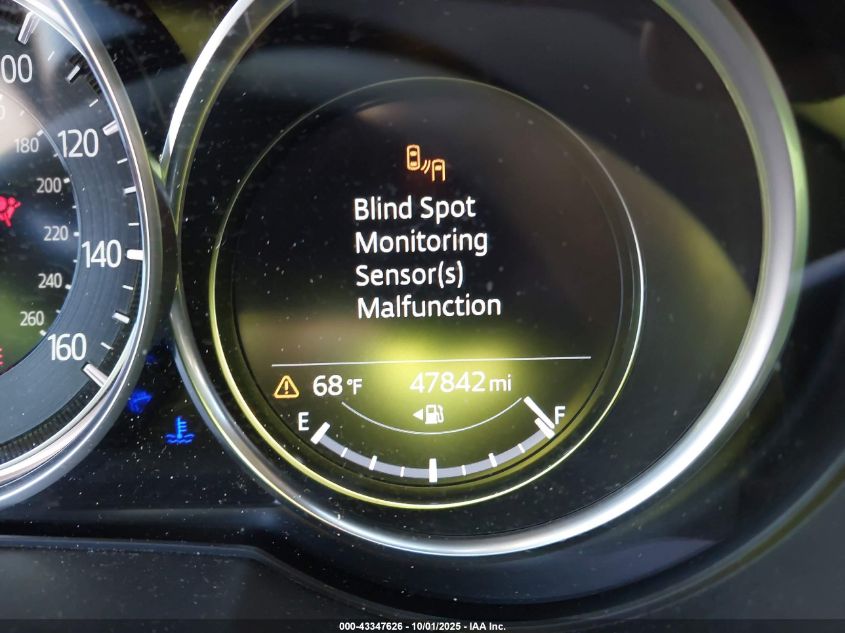 00
120
140
160
180
200
220
240
260
Blind Spot
Monitoring
Sensor(s)
Malfunction
68°F 47842 mi
E F
000-43347626 - 10/01/2025 - IAA Inc.